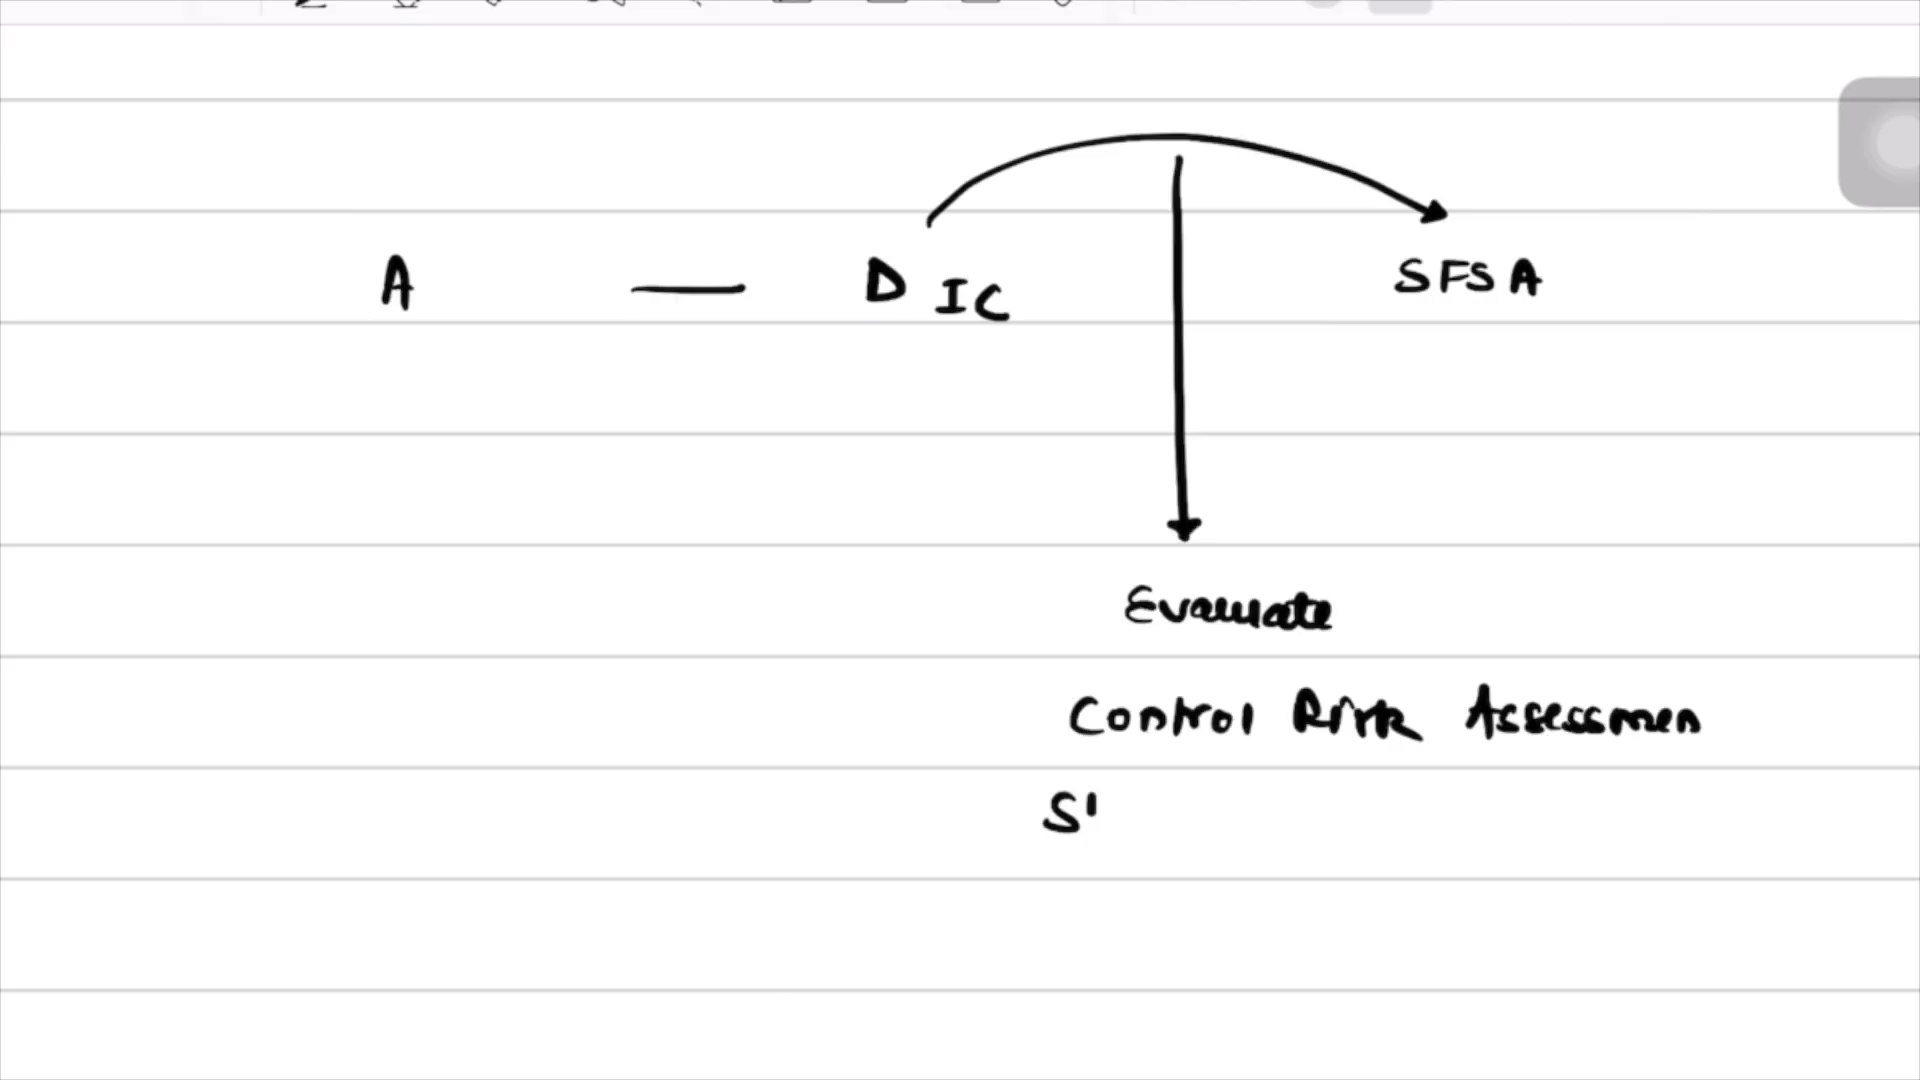 A — D IC SFSA
Evaluate
Control Risk Assessmen
S'